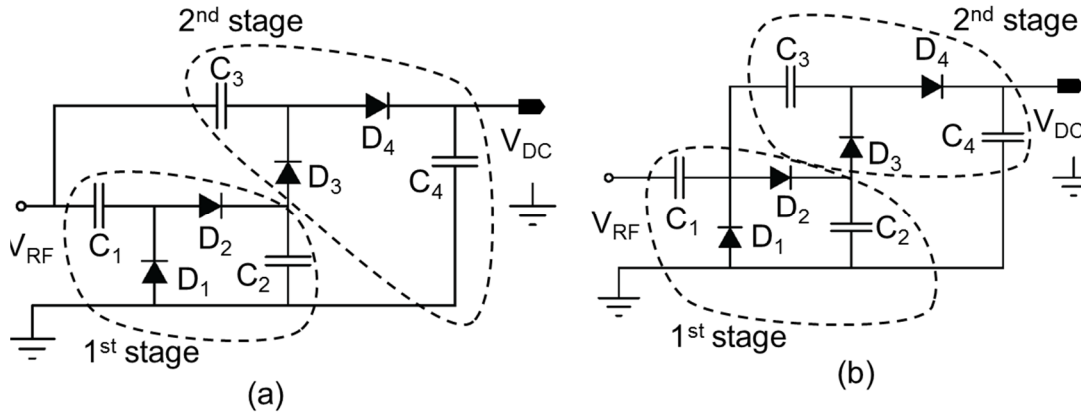 2nd stage
C3
D4
VDC
C4
D3
C1
D2
VRF
D1
C2
1st stage
(a)
2nd stage
C3
D4
VDC
C4
D3
C1
D2
VRF
D1
C2
1st stage
(b)